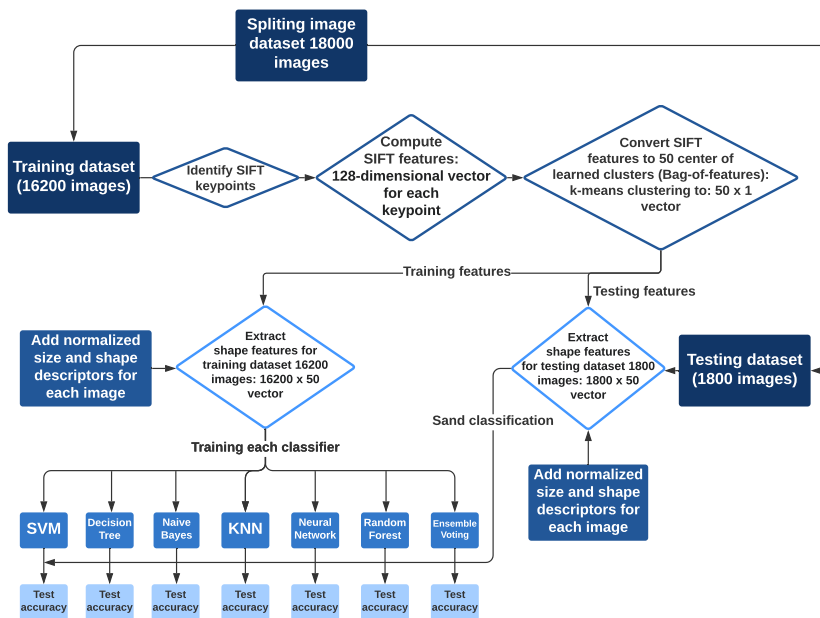 Spliting image
dataset 18000
images
Training dataset
(16200 images)
Identify SIFT
keypoints
Compute
SIFT features:
128-dimensional vector
for each
keypoint
Convert SIFT
features to 50 center of
learned clusters (Bag-of-features):
k-means clustering to: 50 x 1
vector
Training features
Testing features
Add normalized
size and shape
descriptors for
each image
Extract
shape features for
training dataset 16200
images: 16200 x 50
vector
Extract
shape features
for testing dataset 1800
images: 1800 x 50
vector
Testing dataset
(1800 images)
Sand classification
Training each classifier
Add normalized
size and shape
descriptors for
each image
SVM
Decision
Tree
Naive
Bayes
KNN
Neural
Network
Random
Forest
Ensemble
Voting
Test
accuracy
Test
accuracy
Test
accuracy
Test
accuracy
Test
accuracy
Test
accuracy
Test
accuracy